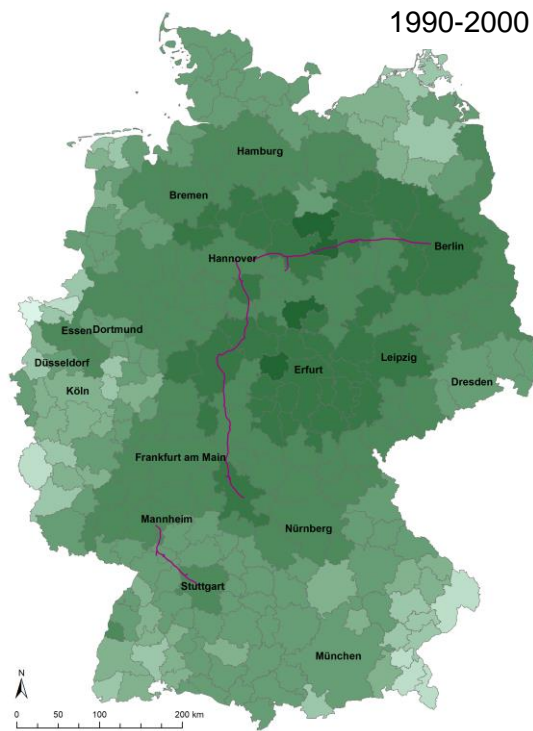 1990-2000
Hamburg
Bremen
Hannover
Berlin
Essen Dortmund
Düsseldorf
Köln
Erfurt
Leipzig
Dresden
Frankfurt am Main
Mannheim
Nürnberg
Stuttgart
München
N
0 50 100 200 km